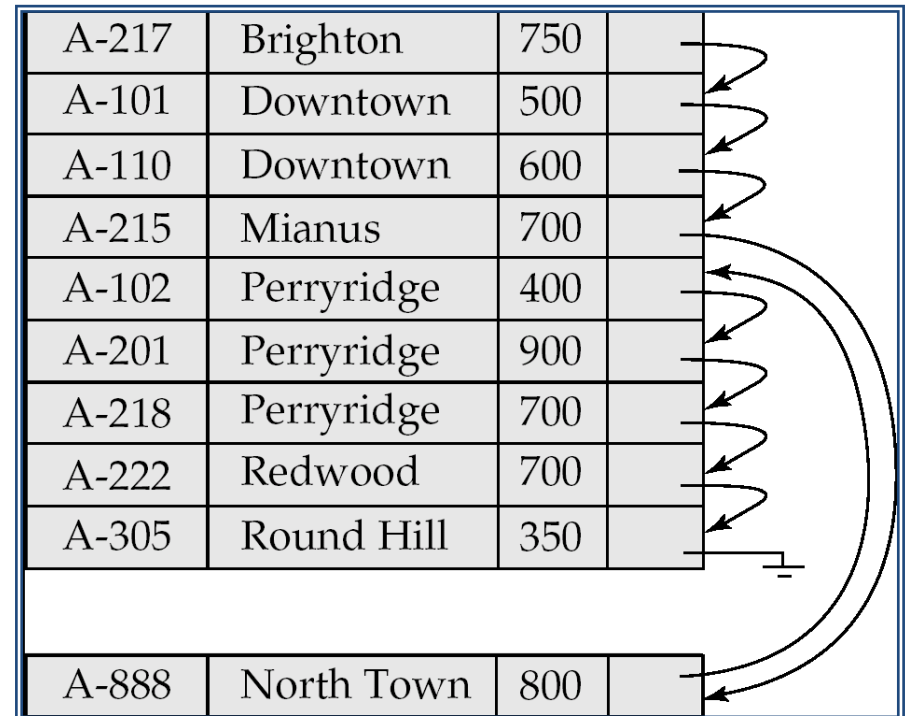 A-217 Brighton 750
A-101 Downtown 500
A-110 Downtown 600
A-215 Mianus 700
A-102 Perryridge 400
A-201 Perryridge 900
A-218 Perryridge 700
A-222 Redwood 700
A-305 Round Hill 350
A-888 North Town 800